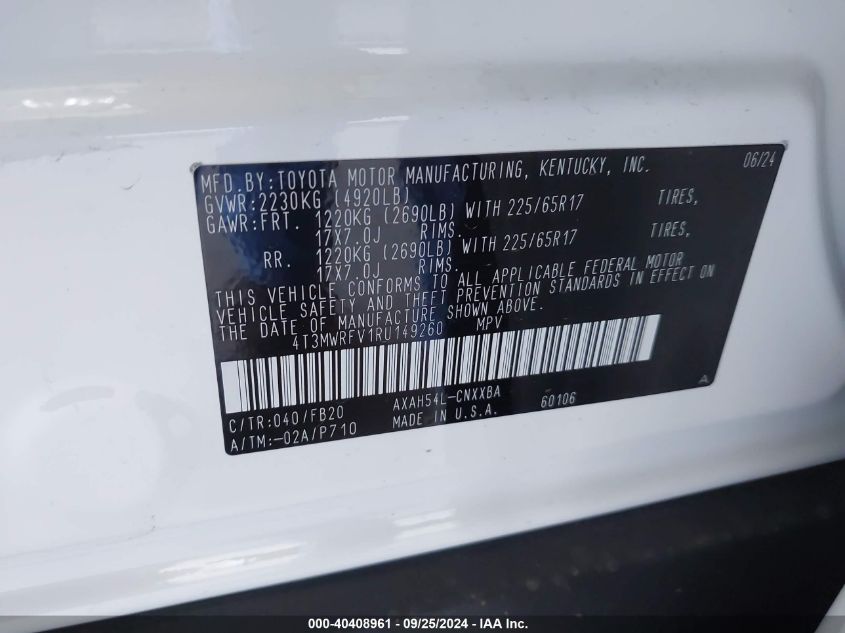 MFD. BY:TOYOTA MOTOR MANUFACTURING, KENTUCKY, INC. 06/24
GVWR:2230KG (4920LB)
GAWR:FRT. 1220KG (2690LB) WITH 225/65R17 TIRES,
17X7.0J RIMS.
RR. 1220KG (2690LB) WITH 225/65R17 TIRES,
17X7.0J RIMS.
THIS VEHICLE CONFORMS TO ALL APPLICABLE FEDERAL MOTOR
VEHICLE SAFETY AND THEFT PREVENTION STANDARDS IN EFFECT ON
THE DATE OF MANUFACTURE SHOWN ABOVE.
4T3MWRFV1RU149260 MPV
C/TR:040/FB20 AXAH54L-CNXXBA 60106 A
A/TM:-02A/P710 MADE IN U.S.A.
000-40408961 - 09/25/2024 - IAA Inc.